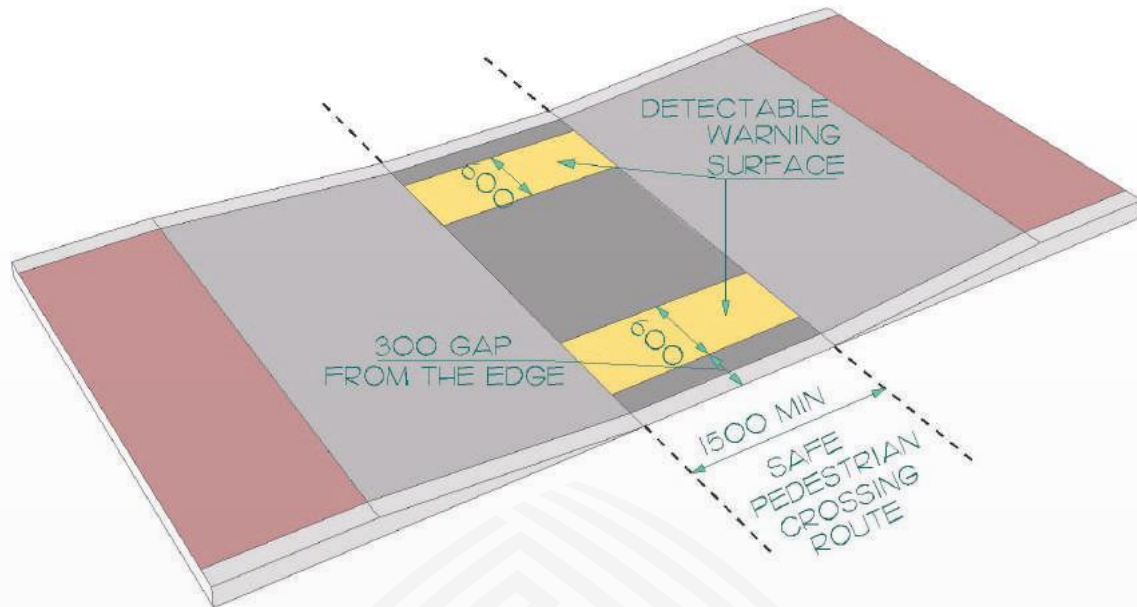 DETECTABLE
WARNING
SURFACE
600
600
300 GAP
FROM THE EDGE
1500 MIN
SAFE
PEDESTRIAN
CROSSING
ROUTE